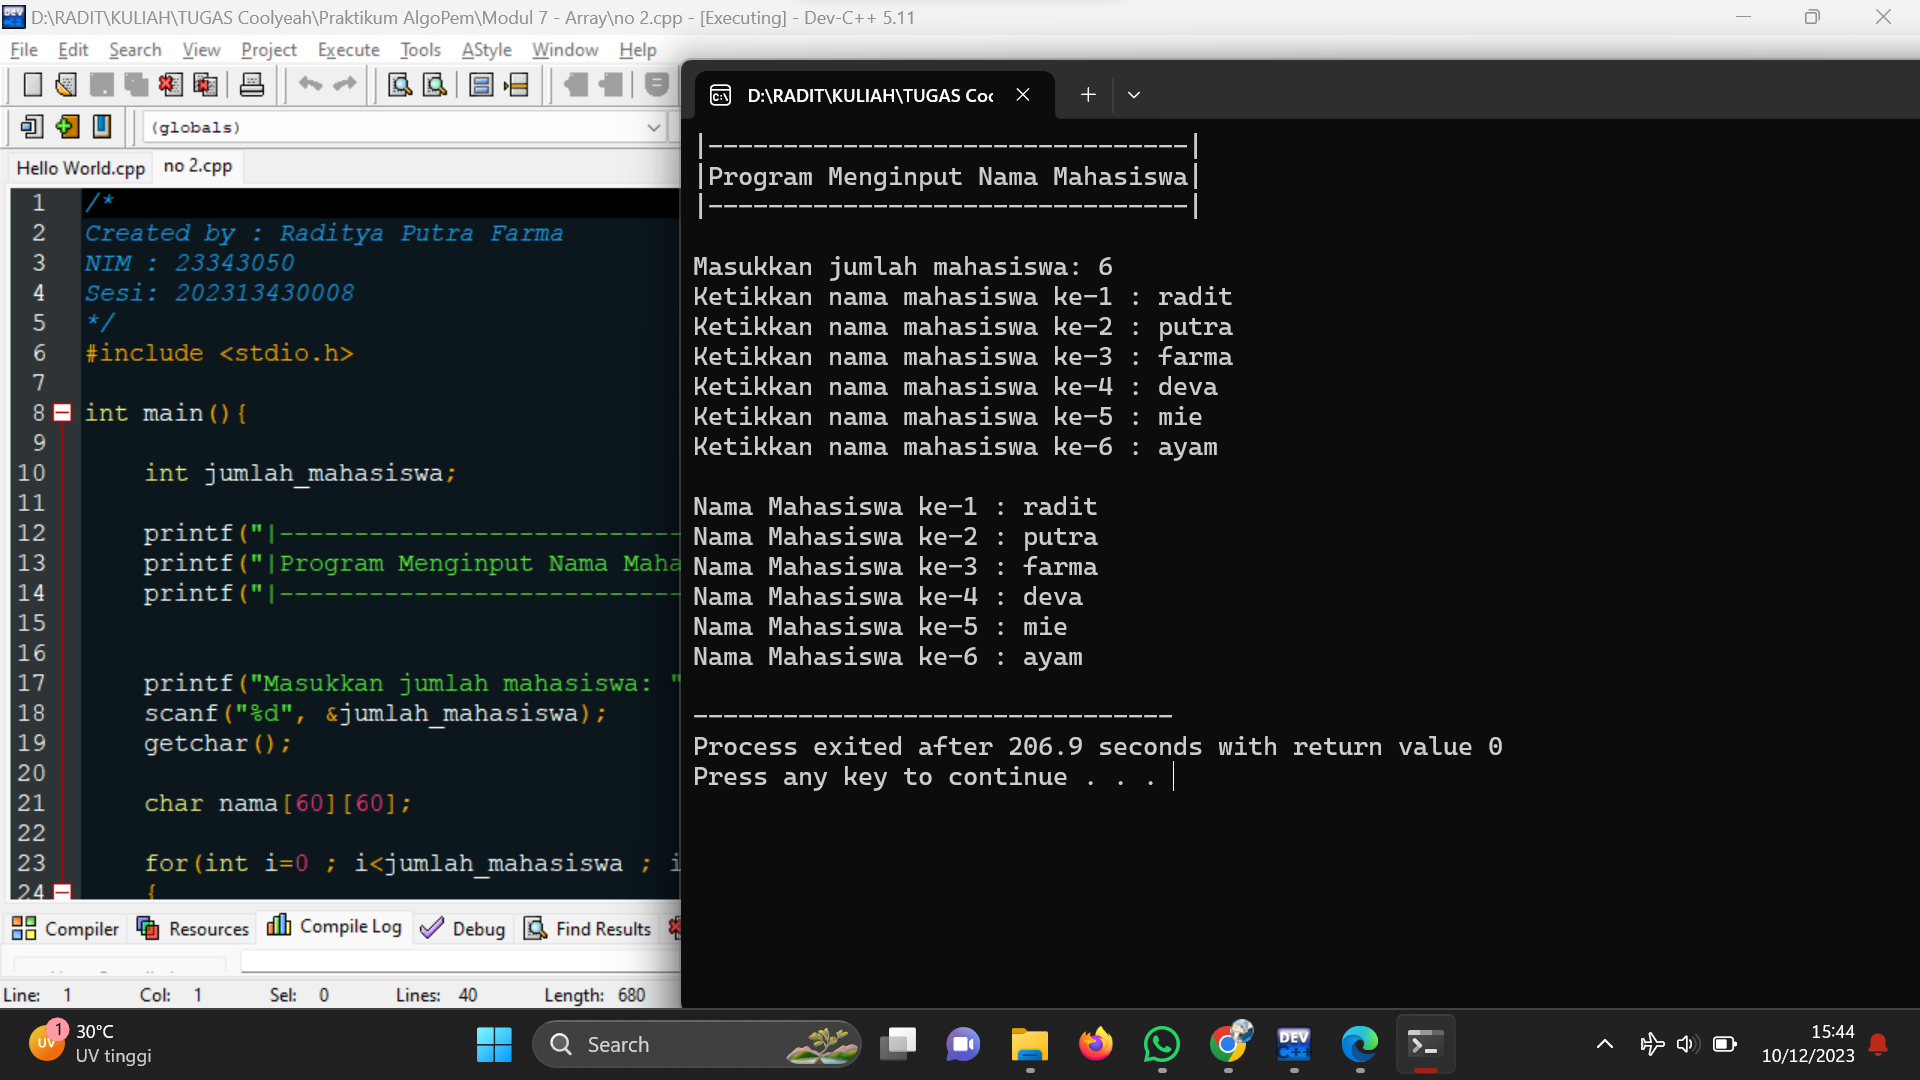 D:\RADIT\KULIAH\TUGAS Coolyeah\Praktikum AlgoPem\Modul 7 - Array\no 2.cpp - [Executing] - Dev-C++ 5.11
File Edit Search View Project Execute Tools AStyle Window Help
(globals)
Hello World.cpp no 2.cpp
1 /*
2 Created by : Raditya Putra Farma
3 NIM : 23343050
4 Sesi: 202313430008
5 */
6 #include <stdio.h>
7
8 int main(){
9
10 int jumlah_mahasiswa;
11
12 printf("|---------------------------
13 printf("|Program Menginput Nama Maha
14 printf("|---------------------------
15
16
17 printf("Masukkan jumlah mahasiswa: "
18 scanf("%d", &jumlah_mahasiswa);
19 getchar();
20
21 char nama[60][60];
22
23 for(int i=0 ; i<jumlah_mahasiswa ; i
24 {
Compiler Resources Compile Log Debug Find Results
Line: 1 Col: 1 Sel: 0 Lines: 40 Length: 680
D:\RADIT\KULIAH\TUGAS Coo
|--------------------------------|
|Program Menginput Nama Mahasiswa|
|--------------------------------|
Masukkan jumlah mahasiswa: 6
Ketikkan nama mahasiswa ke-1 : radit
Ketikkan nama mahasiswa ke-2 : putra
Ketikkan nama mahasiswa ke-3 : farma
Ketikkan nama mahasiswa ke-4 : deva
Ketikkan nama mahasiswa ke-5 : mie
Ketikkan nama mahasiswa ke-6 : ayam
Nama Mahasiswa ke-1 : radit
Nama Mahasiswa ke-2 : putra
Nama Mahasiswa ke-3 : farma
Nama Mahasiswa ke-4 : deva
Nama Mahasiswa ke-5 : mie
Nama Mahasiswa ke-6 : ayam
--------------------------------
Process exited after 206.9 seconds with return value 0
Press any key to continue . . .
UV 1 30°C
UV tinggi
Search
DEV C++
15:44
10/12/2023